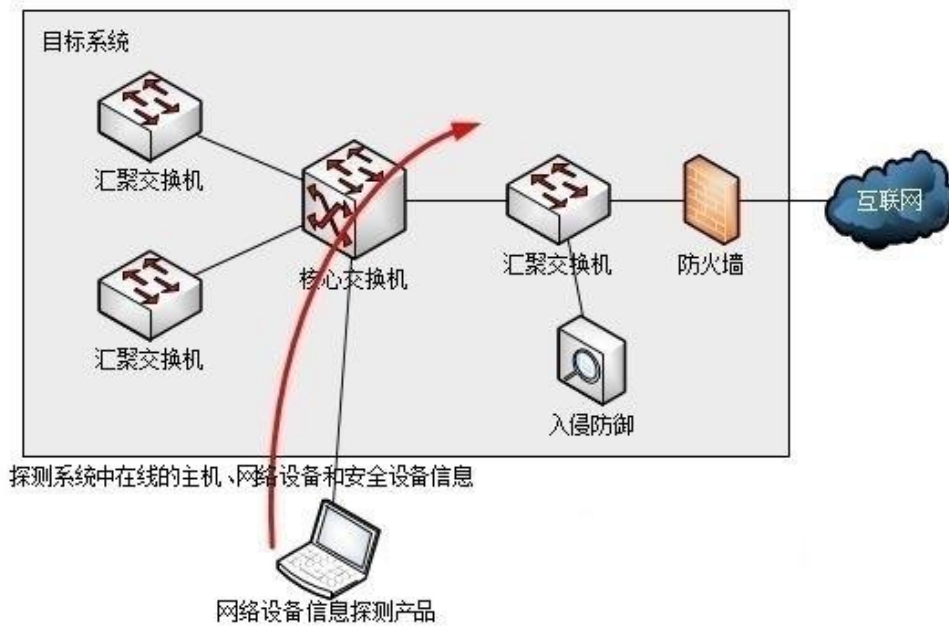 目标系统
汇聚交换机
核心交换机
汇聚交换机
防火墙
互联网
汇聚交换机
入侵防御
探测系统中在线的主机、网络设备和安全设备信息
网络设备信息探测产品